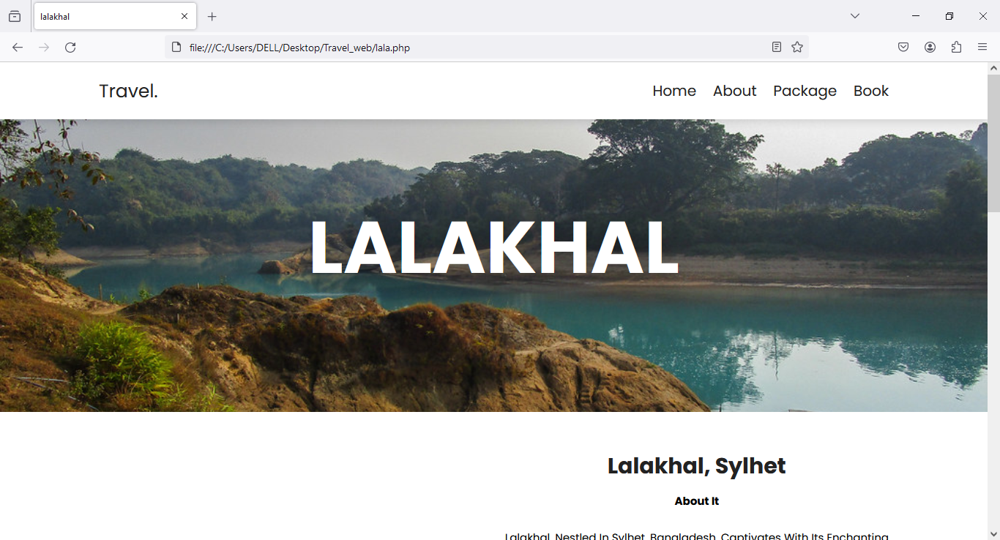 lalakhal
file:///C:/Users/DELL/Desktop/Travel_web/lala.php
Travel.
Home About Package Book
LALAKHAL
Lalakhal, Sylhet
About It
Lalakhal, Nestled In Sylhet, Bangladesh, Captivates With Its Enchanting